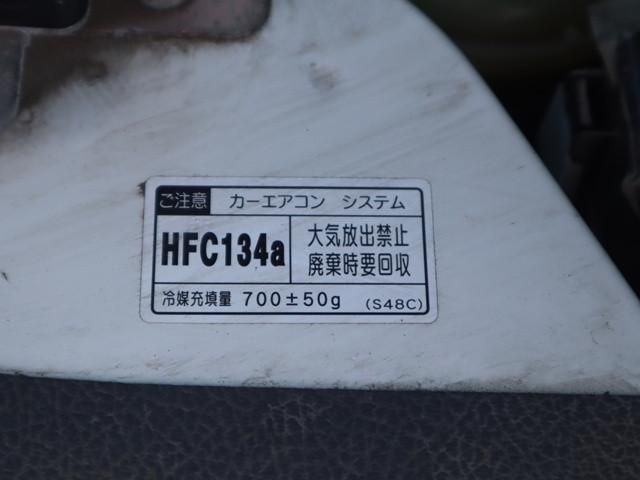 ご注意 カーエアコン システム
HFC134a
大気放出禁止
廃棄時要回収
冷媒充填量 700±50g (S48C)